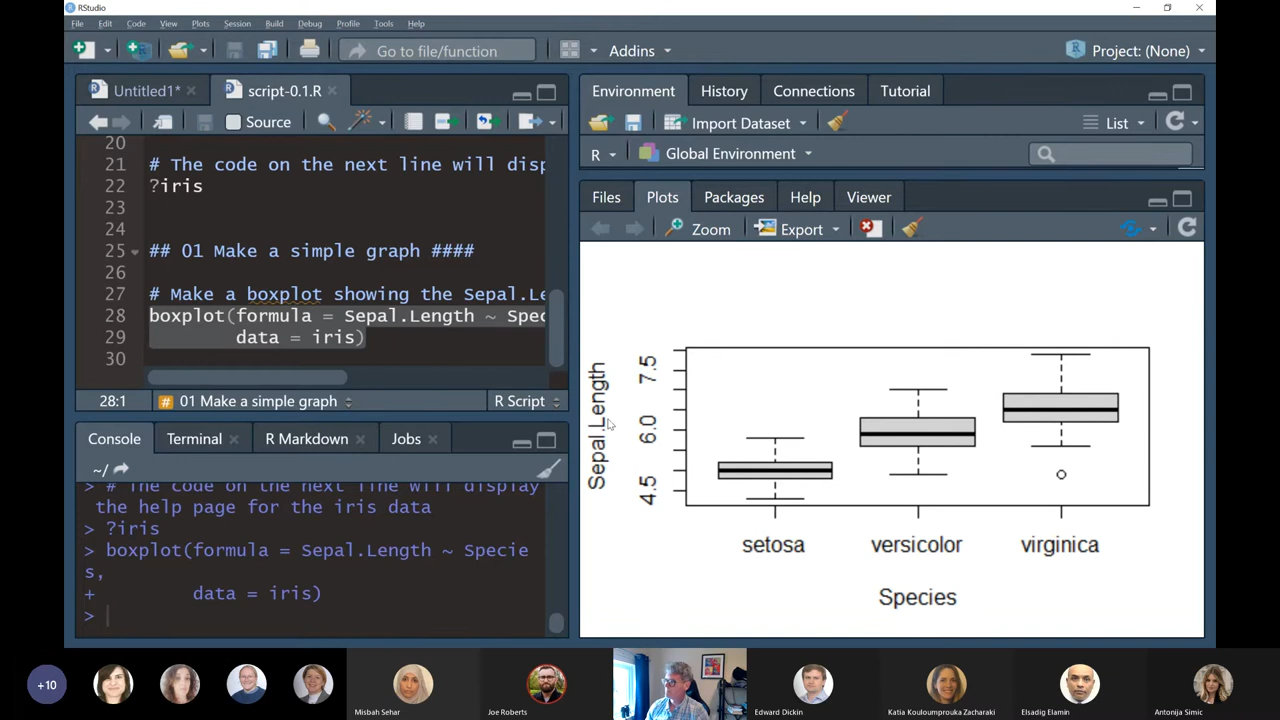 RStudio
File Edit Code View Plots Session Build Debug Profile Tools Help
Go to file/function Addins Project: (None)
Untitled1* script-0.1.R
Source
20
21 # The code on the next line will disp
22 ?iris
23
24
25 ## 01 Make a simple graph ####
26
27 # Make a boxplot showing the Sepal.Le
28 boxplot(formula = Sepal.Length ~ Spec
29 data = iris)
30
28:1 # 01 Make a simple graph R Script
Console Terminal R Markdown Jobs
~/
> # The code on the next line will display
the help page for the iris data
> ?iris
> boxplot(formula = Sepal.Length ~ Specie
s,
+ data = iris)
>
Environment History Connections Tutorial
Import Dataset List
R Global Environment
Files Plots Packages Help Viewer
Zoom Export
Sepal.Length
7.5
6.0
4.5
setosa versicolor virginica
Species
+10 Misbah Sehar Joe Roberts Edward Dickin Katia Kouloumprouka Zacharaki Elsadig Elamin Antonija Simic